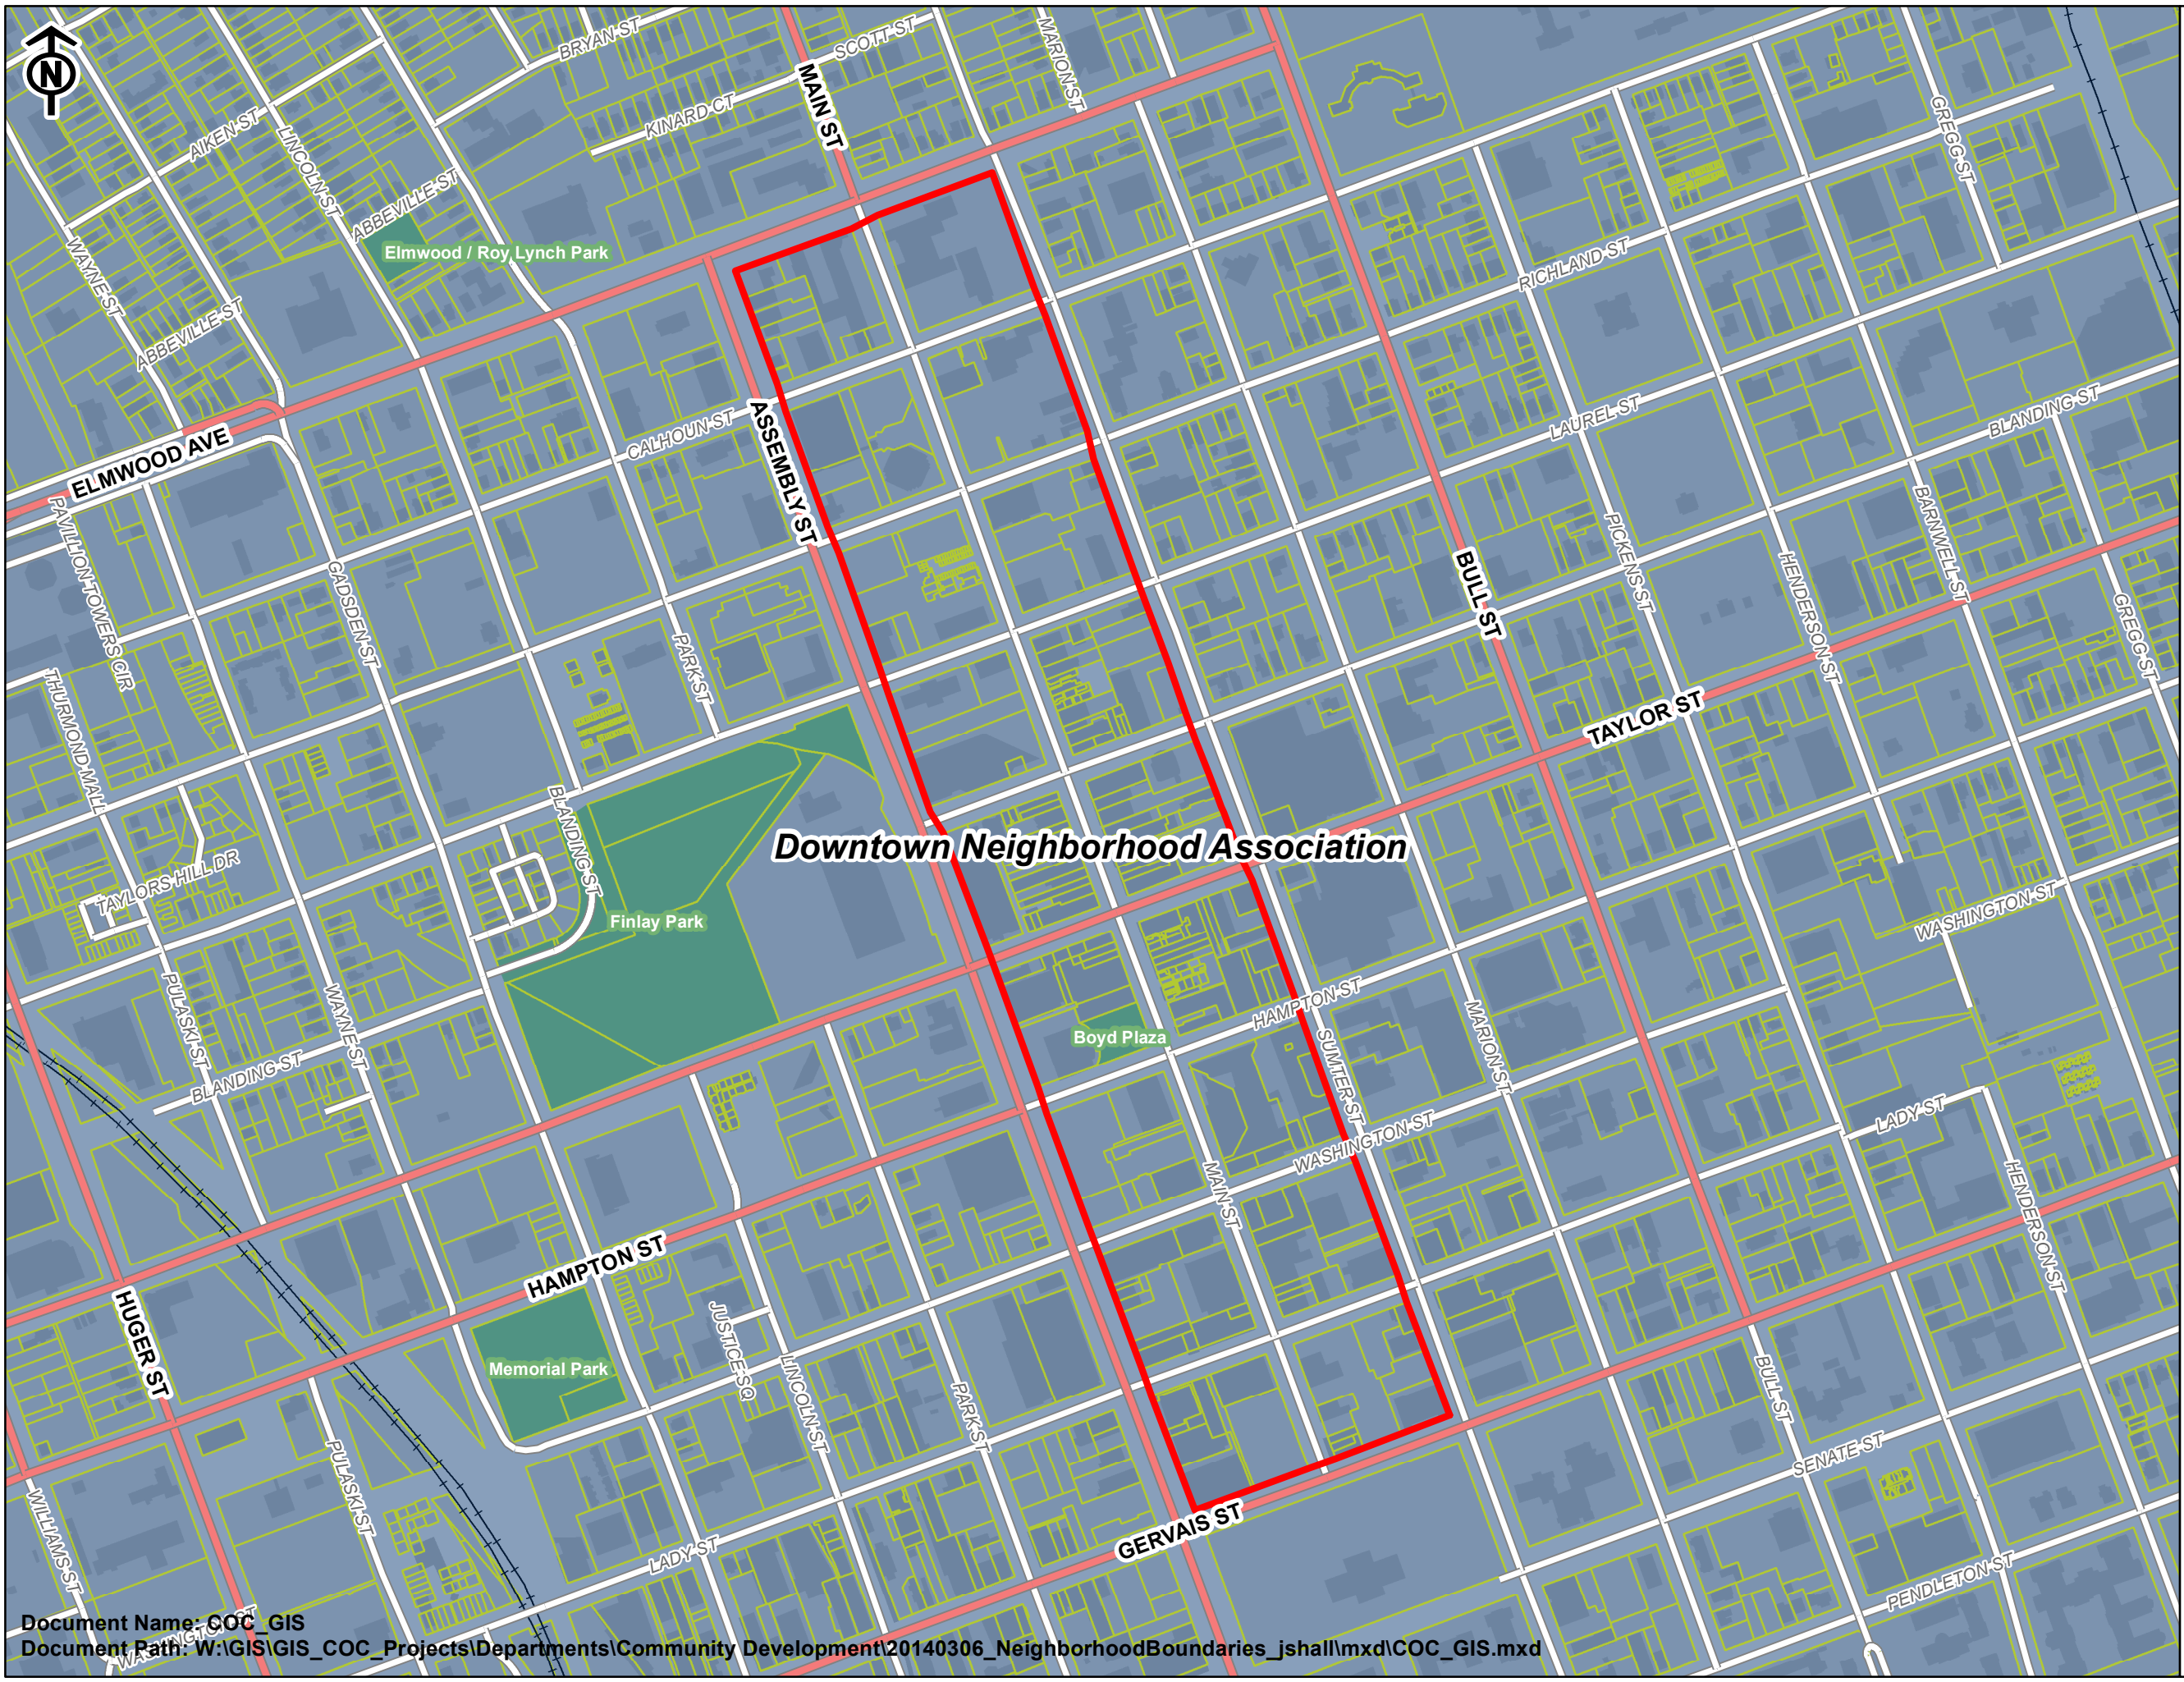 N
BRYAN ST
SCOTT ST
MARION ST
MAIN ST
KINARD CT
AIKEN ST
LINCOLN ST
GREGG ST
ABBEVILLE ST
Elmwood / Roy Lynch Park
WAYNE ST
ABBEVILLE ST
RICHLAND ST
CALHOUN ST
ASSEMBLY ST
LAUREL ST
BLANDING ST
ELMWOOD AVE
PAVILLION TOWERS CIR
GADSDEN ST
BULL ST
PICKENS ST
HENDERSON ST
BARNWELL ST
GREGG ST
PARK ST
THURMOND MALL
TAYLOR ST
BLANDING ST
Downtown Neighborhood Association
TAYLORS HILL DR
Finlay Park
WASHINGTON ST
PULASKI ST
WAYNE ST
HAMPTON ST
Boyd Plaza
SUMTER ST
MARION ST
BLANDING ST
WASHINGTON ST
LADY ST
MAIN ST
HENDERSON ST
HAMPTON ST
HUGER ST
JUSTICE SQ
Memorial Park
LINCOLN ST
PARK ST
BULL ST
PULASKI ST
SENATE ST
WILLIAMS ST
GERVAIS ST
LADY ST
PENDLETON ST
Document Name: COC_GIS
WASHINGTON ST
Document Path: W:\GIS\GIS_COC_Projects\Departments\Community Development\20140306_NeighborhoodBoundaries_jshall\mxd\COC_GIS.mxd